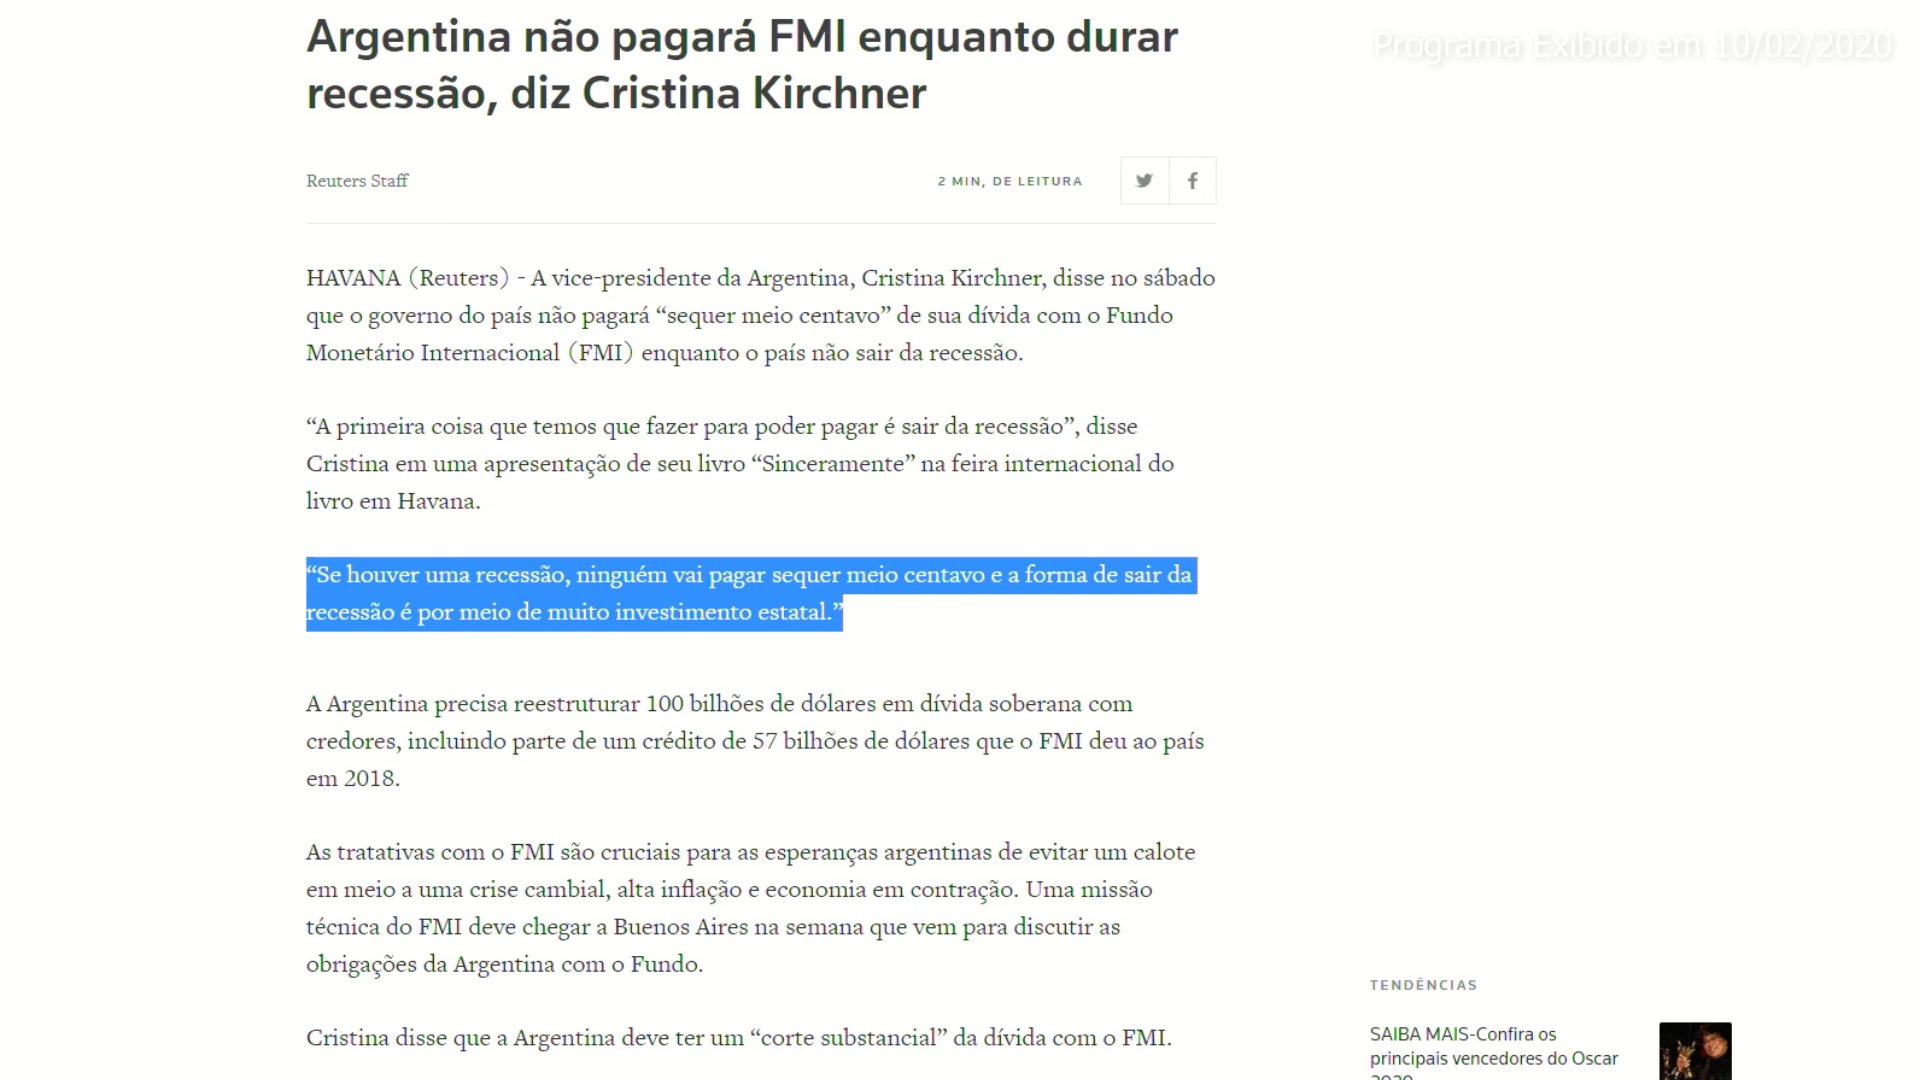 Argentina não pagará FMI enquanto durar
recessão, diz Cristina Kirchner
Programa Exibido em 10/02/2020
Reuters Staff
2 MIN, DE LEITURA
HAVANA (Reuters) - A vice-presidente da Argentina, Cristina Kirchner, disse no sábado
que o governo do país não pagará “sequer meio centavo” de sua dívida com o Fundo
Monetário Internacional (FMI) enquanto o país não sair da recessão.
“A primeira coisa que temos que fazer para poder pagar é sair da recessão”, disse
Cristina em uma apresentação de seu livro “Sinceramente” na feira internacional do
livro em Havana.
“Se houver uma recessão, ninguém vai pagar sequer meio centavo e a forma de sair da
recessão é por meio de muito investimento estatal.”
A Argentina precisa reestruturar 100 bilhões de dólares em dívida soberana com
credores, incluindo parte de um crédito de 57 bilhões de dólares que o FMI deu ao país
em 2018.
As tratativas com o FMI são cruciais para as esperanças argentinas de evitar um calote
em meio a uma crise cambial, alta inflação e economia em contração. Uma missão
técnica do FMI deve chegar a Buenos Aires na semana que vem para discutir as
obrigações da Argentina com o Fundo.
Cristina disse que a Argentina deve ter um “corte substancial” da dívida com o FMI.
TENDÊNCIAS
SAIBA MAIS-Confira os
principais vencedores do Oscar
2020